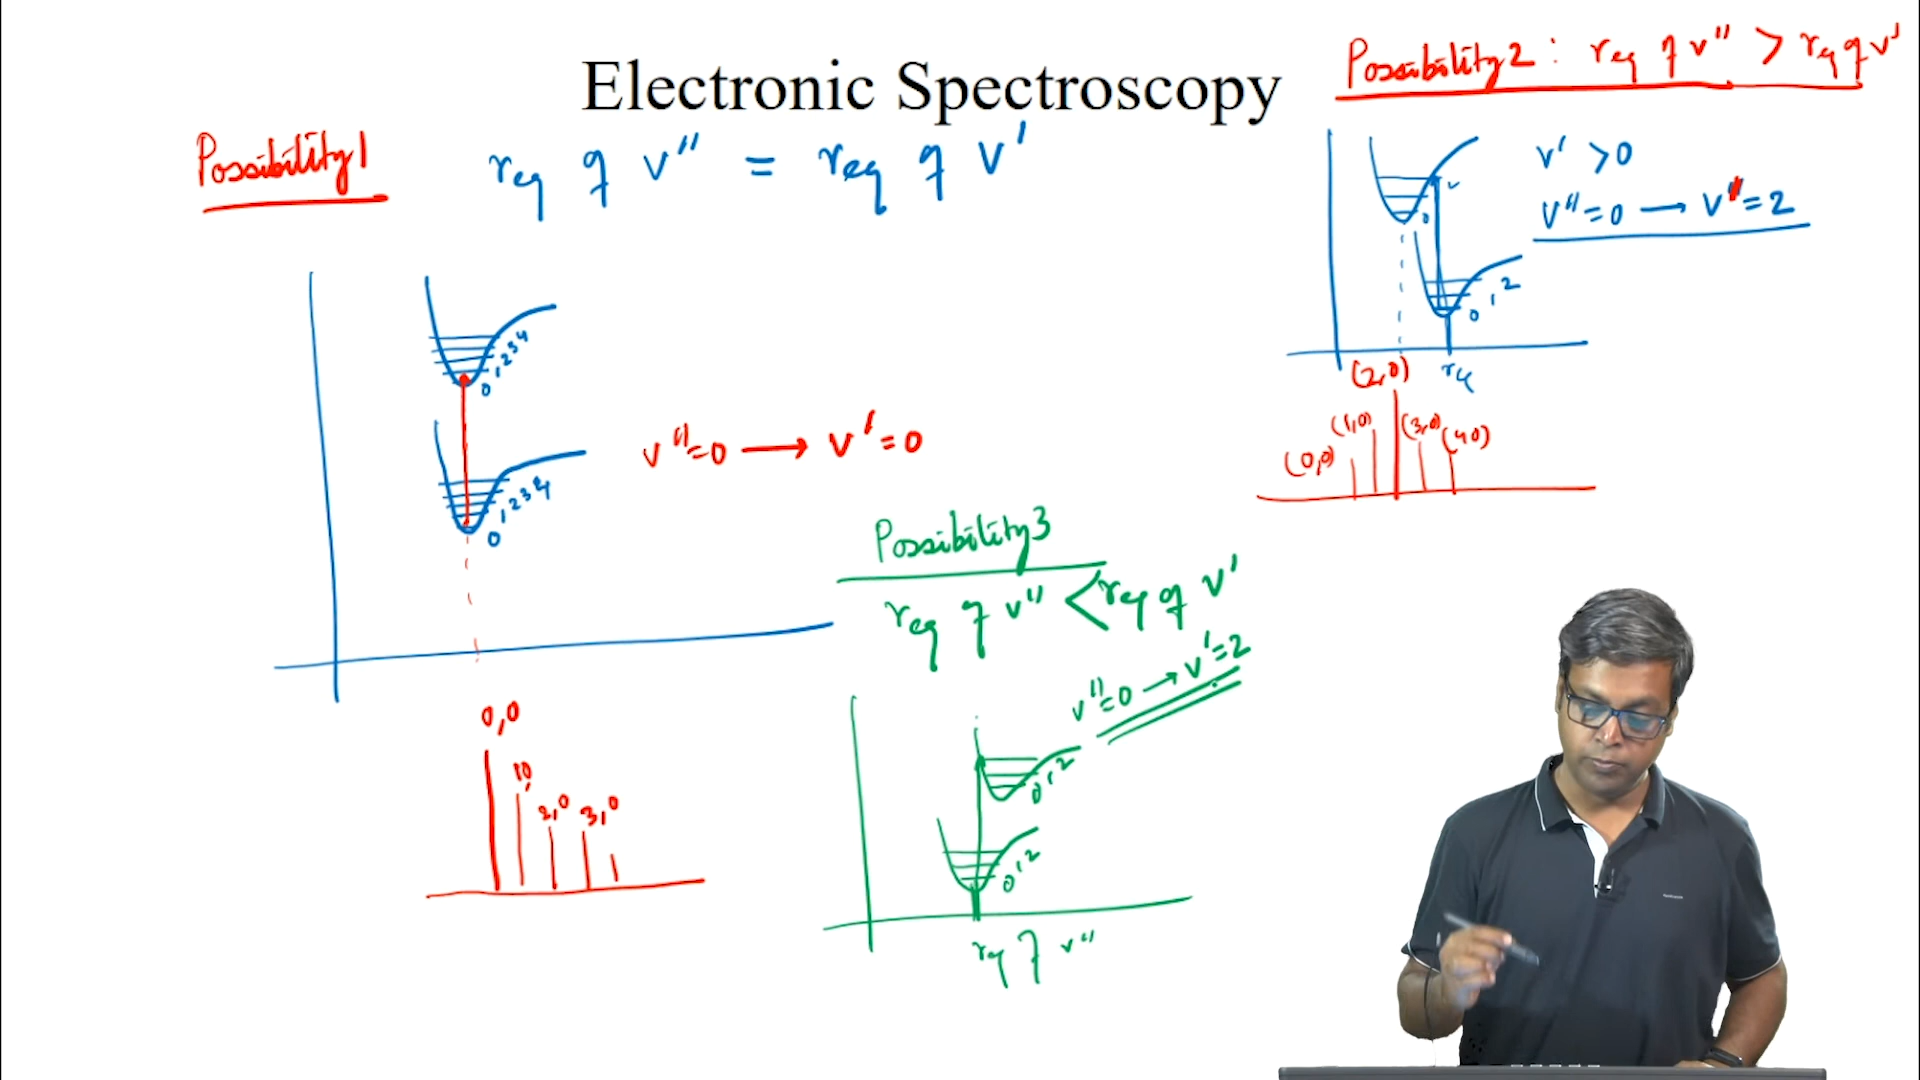 Electronic Spectroscopy
Possibility 1
req of v'' = req of v'
0 1 2 3 4
0 1 2 3 4
v''=0 → v'=0
0,0
1,0
2,0
3,0
Possibility 2 : req of v'' > req of v'
v' > 0
v''=0 → v'=2
0
0 1 2
req
(0,0)
(1,0)
(2,0)
(3,0)
(4,0)
Possibility 3
req of v'' < req of v'
v''=0 → v'=2
0 1 2
0 1 2
req of v''